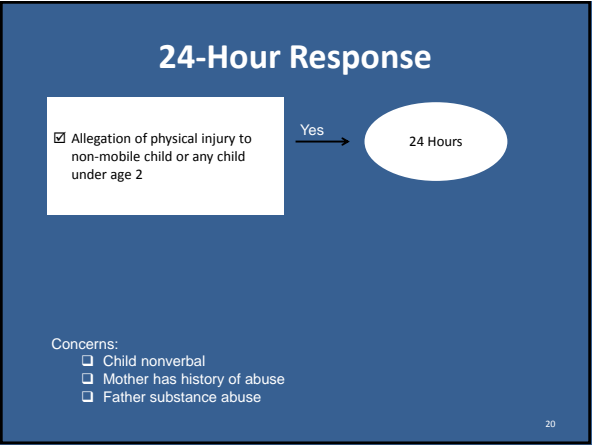 24-Hour Response
☑ Allegation of physical injury to
non-mobile child or any child
under age 2
Yes
24 Hours
Concerns:
❑ Child nonverbal
❑ Mother has history of abuse
❑ Father substance abuse
20